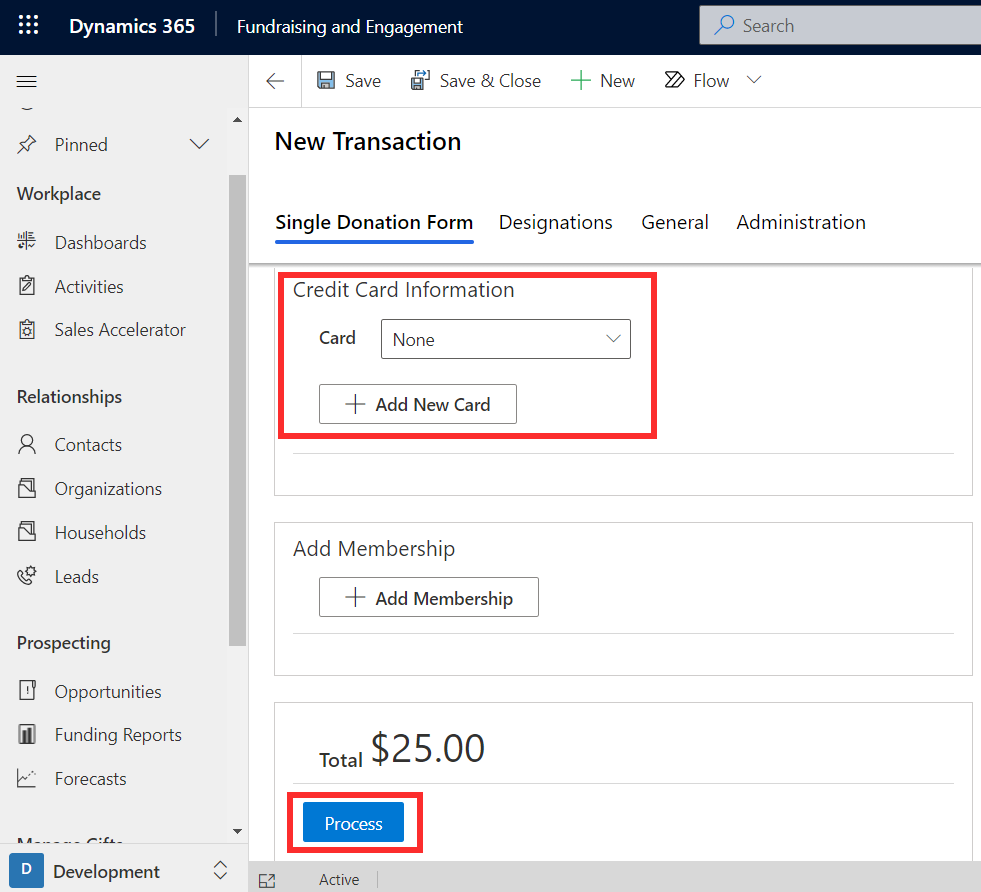 Dynamics 365
Fundraising and Engagement
Search
Save
Save & Close
New
Flow
Pinned
Workplace
Dashboards
Activities
Sales Accelerator
Relationships
Contacts
Organizations
Households
Leads
Prospecting
Opportunities
Funding Reports
Forecasts
Manage Gifts
D
Development
New Transaction
Single Donation Form
Designations
General
Administration
Credit Card Information
Card
None
Add New Card
Add Membership
Add Membership
Total $25.00
Process
Active